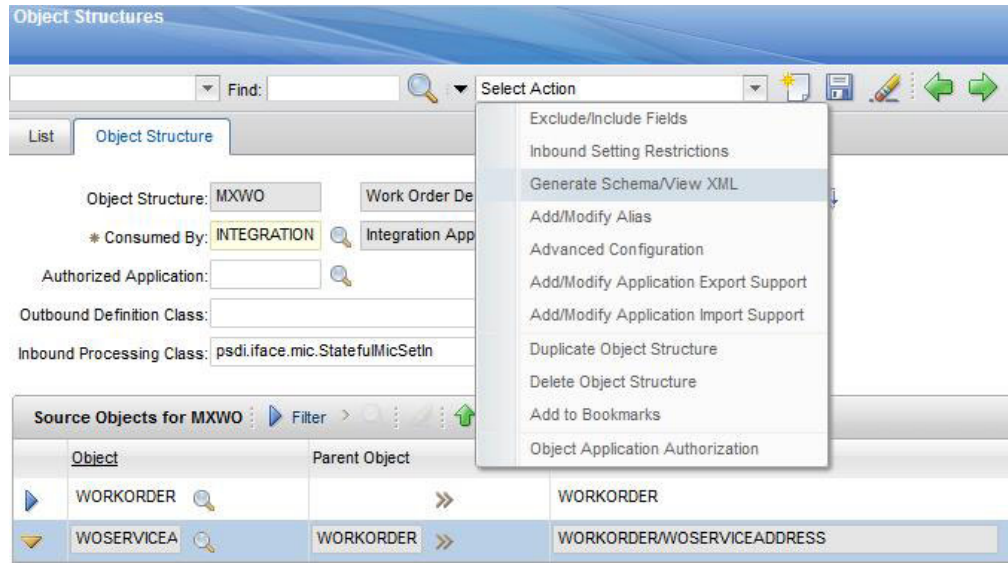 Object Structures
Find:
Select Action
List
Object Structure
Exclude/Include Fields
Inbound Setting Restrictions
Generate Schema/View XML
Add/Modify Alias
Advanced Configuration
Add/Modify Application Export Support
Add/Modify Application Import Support
Duplicate Object Structure
Delete Object Structure
Add to Bookmarks
Object Application Authorization
Object Structure: MXWO Work Order De
* Consumed By: INTEGRATION Integration App
Authorized Application:
Outbound Definition Class:
Inbound Processing Class: psdi.iface.mic.StatefulMicSetIn
Source Objects for MXWO Filter
Object Parent Object
WORKORDER WORKORDER
WOSERVICEA WORKORDER WORKORDER/WOSERVICEADDRESS